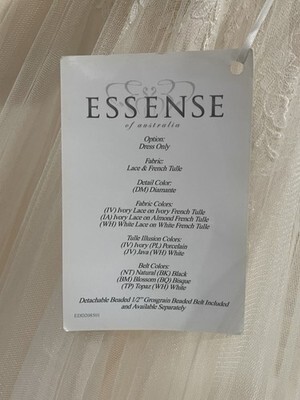 ESSENSE
of australia
Option:
Dress Only
Fabric:
Lace & French Tulle
Detail Color:
(DM) Diamante
Fabric Colors:
(IV) Ivory Lace on Ivory French Tulle
(IA) Ivory Lace on Almond French Tulle
(WH) White Lace on White French Tulle
Tulle Illusion Colors:
(IV) Ivory (PL) Porcelain
(IV) Java (WH) White
Belt Colors:
(NT) Natural (BK) Black
(BM) Blossom (BQ) Bisque
(TP) Topaz (WH) White
Detachable Beaded 1/2" Grosgrain Beaded Belt Included
and Available Separately